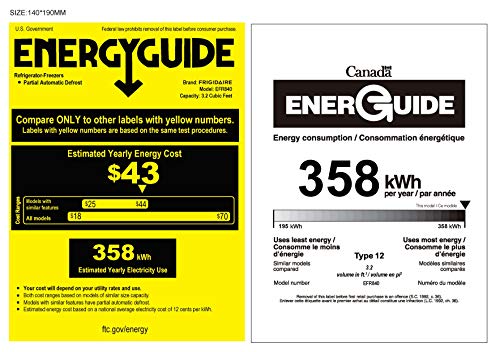 SIZE:140*190MM
U.S. Government
Federal law prohibits removal of this label before consumer purchase.
ENERGYGUIDE
Refrigerator-Freezers
• Partial Automatic Defrost
Brand: FRIGIDAIRE
Model: EFR840
Capacity: 3.2 Cubic Feet
Compare ONLY to other labels with yellow numbers.
Labels with yellow numbers are based on the same test procedures.
Estimated Yearly Energy Cost
$43
Cost Ranges
Models with
similar features
$25
$44
All models
$18
$70
358 kWh
Estimated Yearly Electricity Use
• Your cost will depend on your utility rates and use.
• Both cost ranges based on models of similar size capacity.
• Models with similar features have partial automatic defrost.
• Estimated energy cost based on a national average electricity cost of 12 cents per kWh.
ftc.gov/energy
Canada
ENERGUIDE
Energy consumption / Consommation énergétique
358 kWh
per year / par année
This model / Ce modèle
195 kWh
358 kWh
Uses least energy /
Consomme le moins
d'énergie
Type 12
Uses most energy /
Consomme le plus
d'énergie
Similar models
compared
3.2
volume in ft³ / volume en pi³
Modèles similaires
comparés
Model number
EFR840
Numéro du modèle
Removal of this label before first retail purchase is an offence (S.C. 1992, c. 36).
Enlever cette étiquette avant le premier achat au détail constitue une infraction (L.C. 1992, ch. 36).